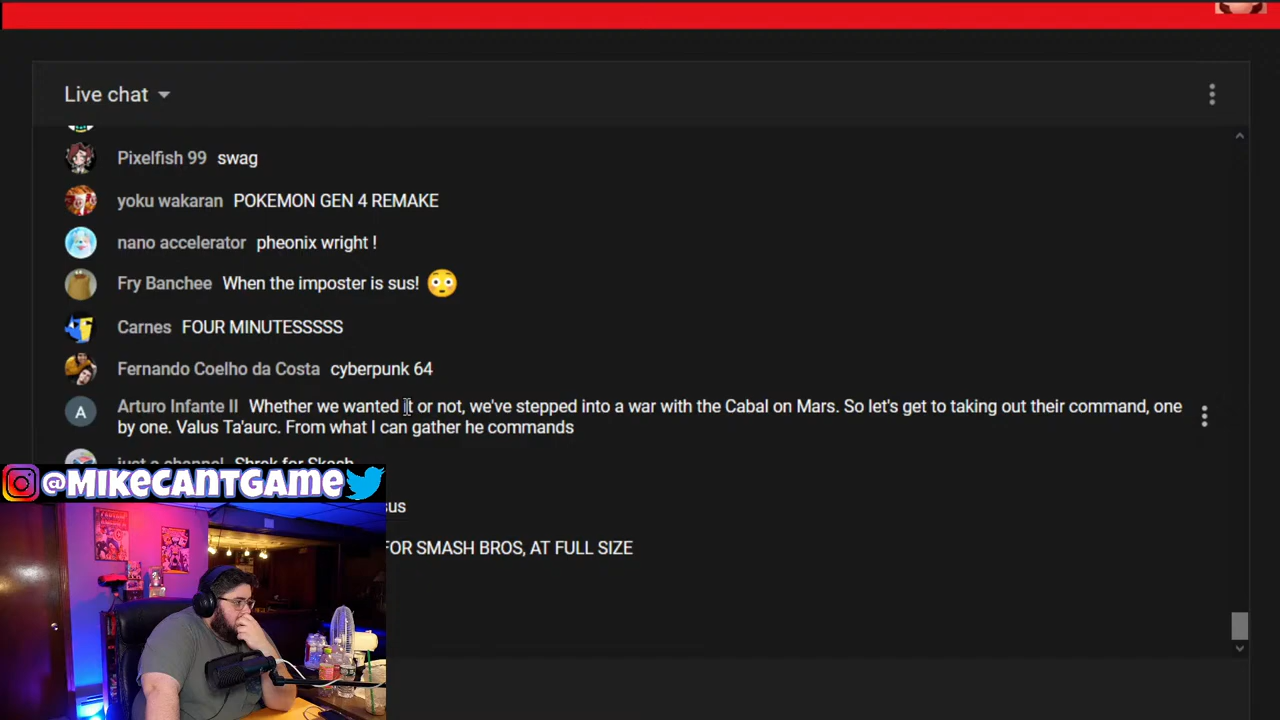 Live chat
Pixelfish 99 swag
yoku wakaran POKEMON GEN 4 REMAKE
nano accelerator pheonix wright !
Fry Banchee When the imposter is sus! 😳
Carnes FOUR MINUTESSSSS
Fernando Coelho da Costa cyberpunk 64
A Arturo Infante II Whether we wanted it or not, we've stepped into a war with the Cabal on Mars. So let's get to taking out their command, one
by one. Valus Ta'aurc. From what I can gather he commands
just a channel Shrek for Skash
@MIKECANTGAME
sus
FOR SMASH BROS, AT FULL SIZE